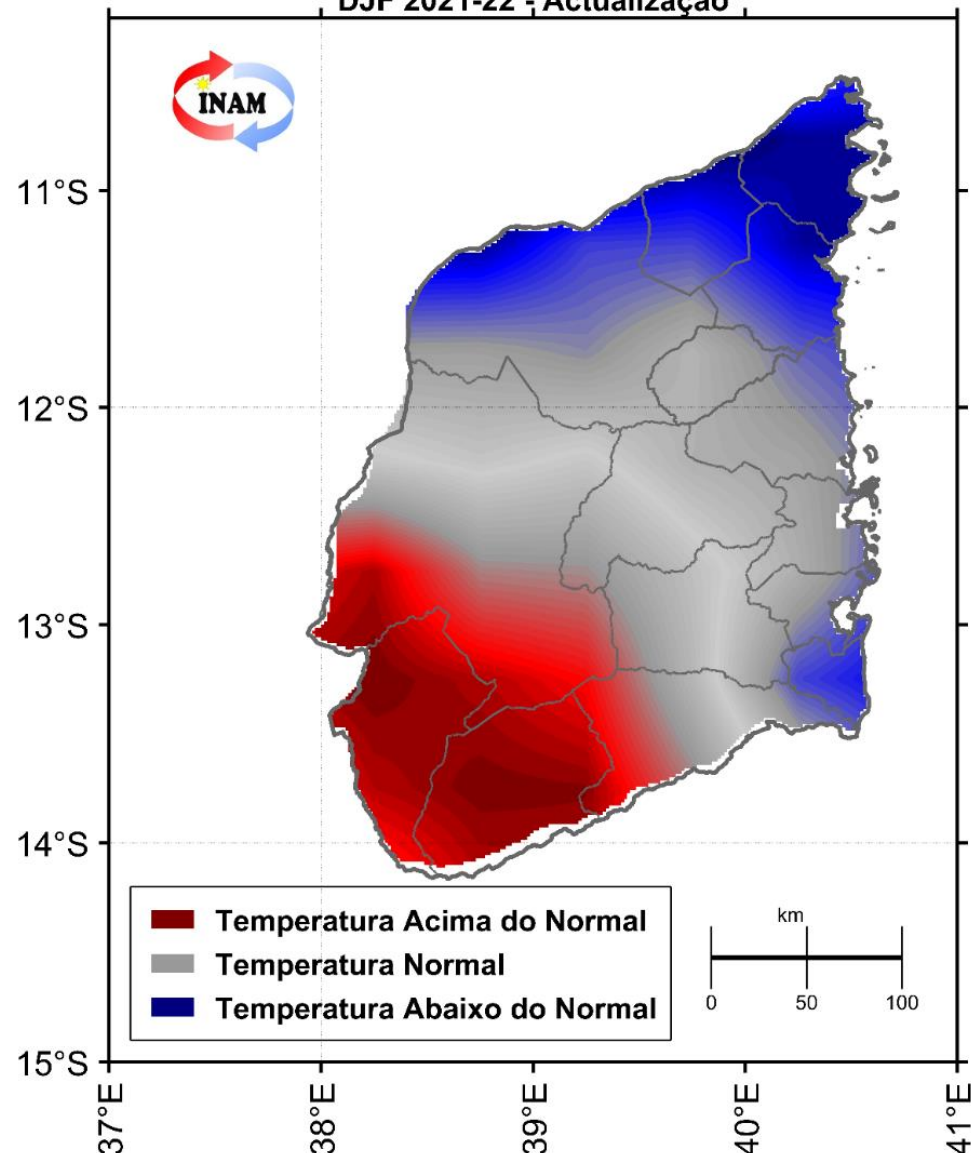 DJF 2021-22 - Actualização
INAM
11°S
12°S
13°S
14°S
15°S
Temperatura Acima do Normal
Temperatura Normal
Temperatura Abaixo do Normal
km
0 50 100
37°E 38°E 39°E 40°E 41°E